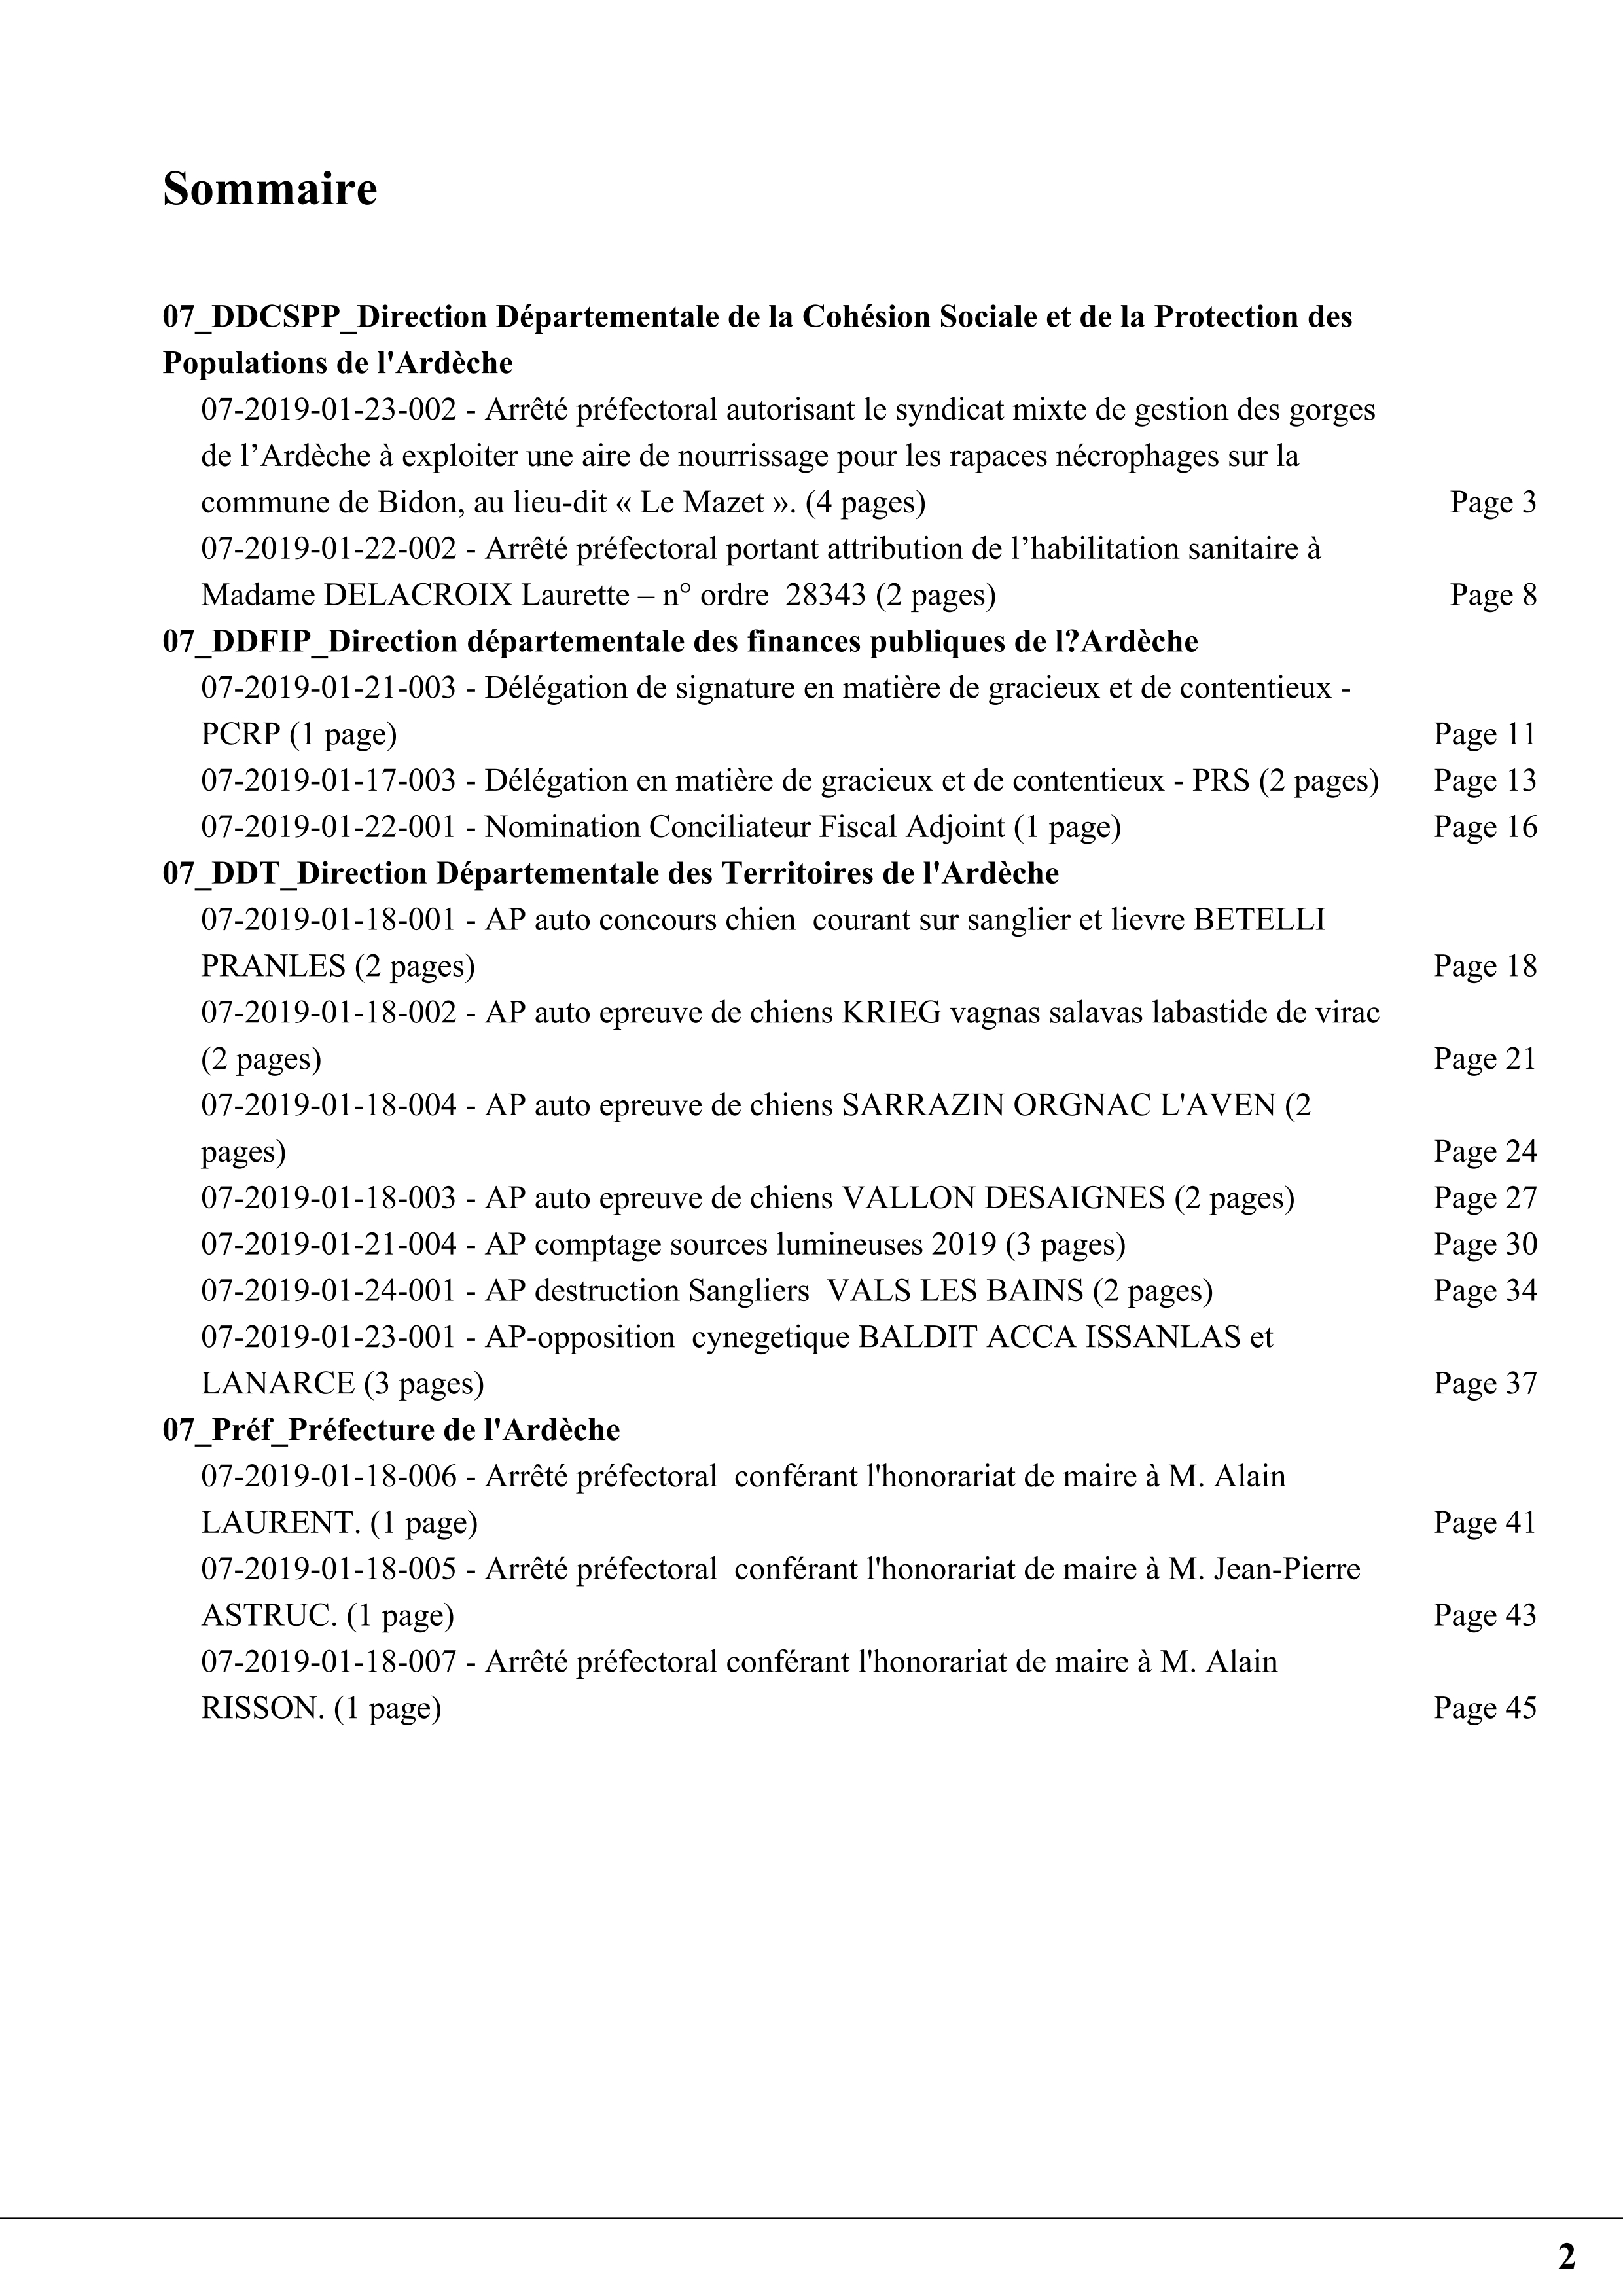 Sommaire
07_DDCSPP_Direction Départementale de la Cohésion Sociale et de la Protection des
Populations de l'Ardèche
07-2019-01-23-002 - Arrêté préfectoral autorisant le syndicat mixte de gestion des gorges
de l’Ardèche à exploiter une aire de nourrissage pour les rapaces nécrophages sur la
commune de Bidon, au lieu-dit « Le Mazet ». (4 pages) Page 3
07-2019-01-22-002 - Arrêté préfectoral portant attribution de l’habilitation sanitaire à
Madame DELACROIX Laurette – n° ordre  28343 (2 pages) Page 8
07_DDFIP_Direction départementale des finances publiques de l?Ardèche
07-2019-01-21-003 - Délégation de signature en matière de gracieux et de contentieux -
PCRP (1 page) Page 11
07-2019-01-17-003 - Délégation en matière de gracieux et de contentieux - PRS (2 pages) Page 13
07-2019-01-22-001 - Nomination Conciliateur Fiscal Adjoint (1 page) Page 16
07_DDT_Direction Départementale des Territoires de l'Ardèche
07-2019-01-18-001 - AP auto concours chien  courant sur sanglier et lievre BETELLI
PRANLES (2 pages) Page 18
07-2019-01-18-002 - AP auto epreuve de chiens KRIEG vagnas salavas labastide de virac
(2 pages) Page 21
07-2019-01-18-004 - AP auto epreuve de chiens SARRAZIN ORGNAC L'AVEN (2
pages) Page 24
07-2019-01-18-003 - AP auto epreuve de chiens VALLON DESAIGNES (2 pages) Page 27
07-2019-01-21-004 - AP comptage sources lumineuses 2019 (3 pages) Page 30
07-2019-01-24-001 - AP destruction Sangliers  VALS LES BAINS (2 pages) Page 34
07-2019-01-23-001 - AP-opposition  cynegetique BALDIT ACCA ISSANLAS et
LANARCE (3 pages) Page 37
07_Préf_Préfecture de l'Ardèche
07-2019-01-18-006 - Arrêté préfectoral  conférant l'honorariat de maire à M. Alain
LAURENT. (1 page) Page 41
07-2019-01-18-005 - Arrêté préfectoral  conférant l'honorariat de maire à M. Jean-Pierre
ASTRUC. (1 page) Page 43
07-2019-01-18-007 - Arrêté préfectoral conférant l'honorariat de maire à M. Alain
RISSON. (1 page) Page 45
2